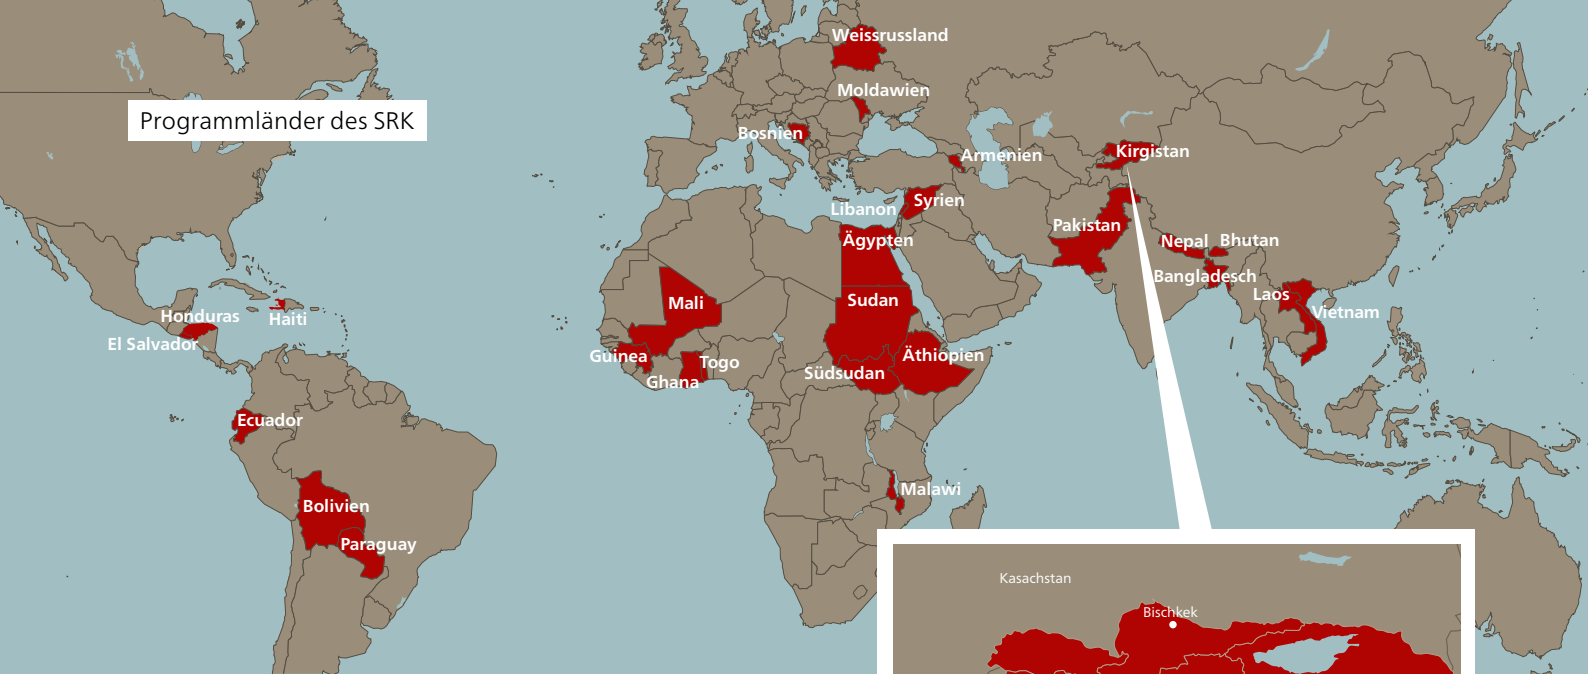 Weissrussland
Moldawien
Programmländer des SRK
Bosnien
Armenien
Kirgistan
Syrien
Libanon
Pakistan
Ägypten
Nepal
Bhutan
Bangladesch
Laos
Vietnam
Mali
Sudan
Honduras
Haiti
El Salvador
Guinea
Togo
Äthiopien
Ghana
Südsudan
Ecuador
Malawi
Bolivien
Paraguay
Kasachstan
Bischkek